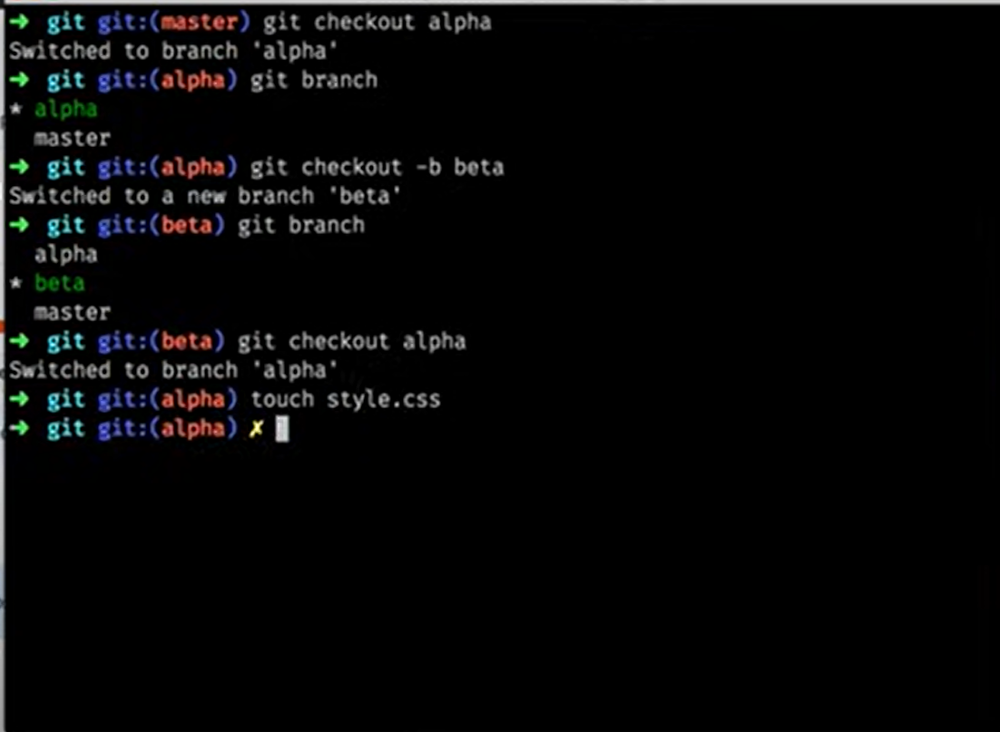 ➜ git git:(master) git checkout alpha
Switched to branch 'alpha'
➜ git git:(alpha) git branch
* alpha
  master
➜ git git:(alpha) git checkout -b beta
Switched to a new branch 'beta'
➜ git git:(beta) git branch
  alpha
* beta
  master
➜ git git:(beta) git checkout alpha
Switched to branch 'alpha'
➜ git git:(alpha) touch style.css
➜ git git:(alpha) ✗